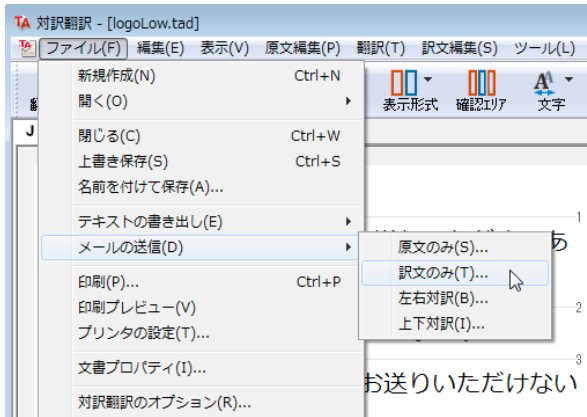 対訳翻訳 - [logoLow.tad]
ファイル(F) 編集(E) 表示(V) 原文編集(P) 翻訳(T) 訳文編集(S) ツール(L)
表示形式 確認エリア 文字
新規作成(N) Ctrl+N
開く(O)
閉じる(C) Ctrl+W
上書き保存(S) Ctrl+S
名前を付けて保存(A)...
テキストの書き出し(E)
メールの送信(D)
原文のみ(S)...
訳文のみ(T)...
左右対訳(B)...
上下対訳(I)...
印刷(P)... Ctrl+P
印刷プレビュー(V)
プリンタの設定(T)...
文書プロパティ(I)...
対訳翻訳のオプション(R)...
J
1
あ
2
3
お送りいただけない